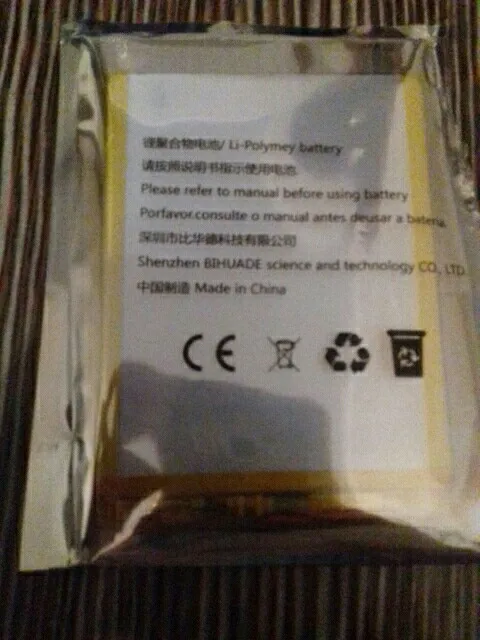 锂聚合物电池/ Li-Polymey battery
请按照说明书指示使用电池
Please refer to manual before using battery
Porfavor.consulte o manual antes deusar a bateria
深圳市比华德科技有限公司
Shenzhen BIHUADE science and technology CO, LTD
中国制造 Made in China
CE